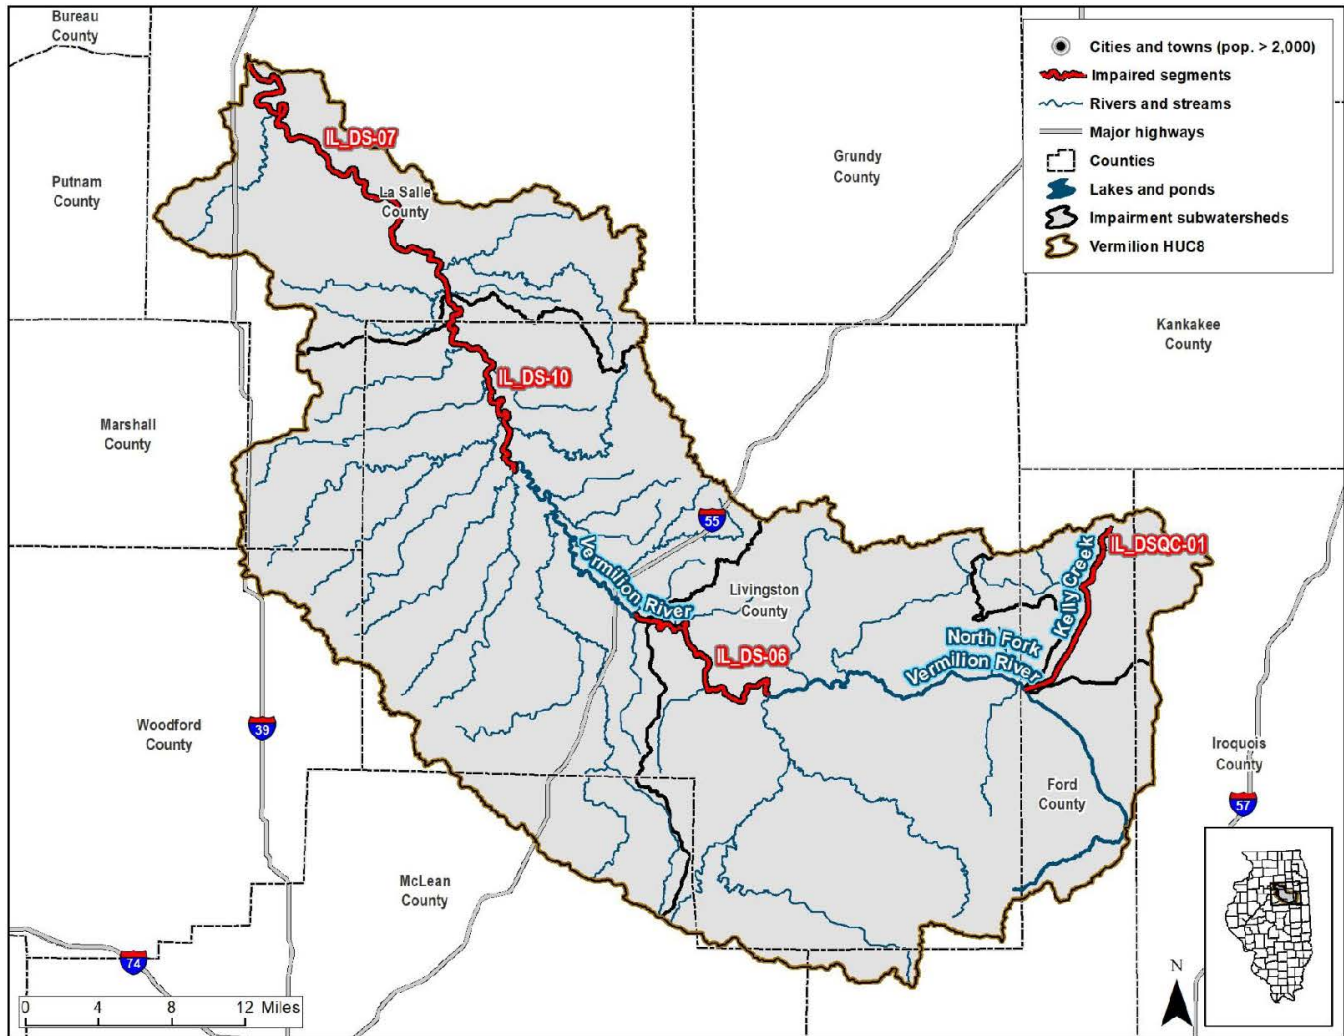 Bureau
County
Cities and towns (pop. > 2,000)
Impaired segments
Rivers and streams
Major highways
Counties
Lakes and ponds
Impairment subwatersheds
Vermilion HUC8
IL_DS-07
Grundy
County
Putnam
County
La Salle
County
Kankakee
County
IL_DS-10
Marshall
County
55
IL_DSQC-01
Kelly Creek
Vermilion River
Livingston
County
North Fork
Vermilion River
IL_DS-06
Woodford
County
39
Iroquois
County
Ford
County
57
McLean
County
74
N
0 4 8 12 Miles